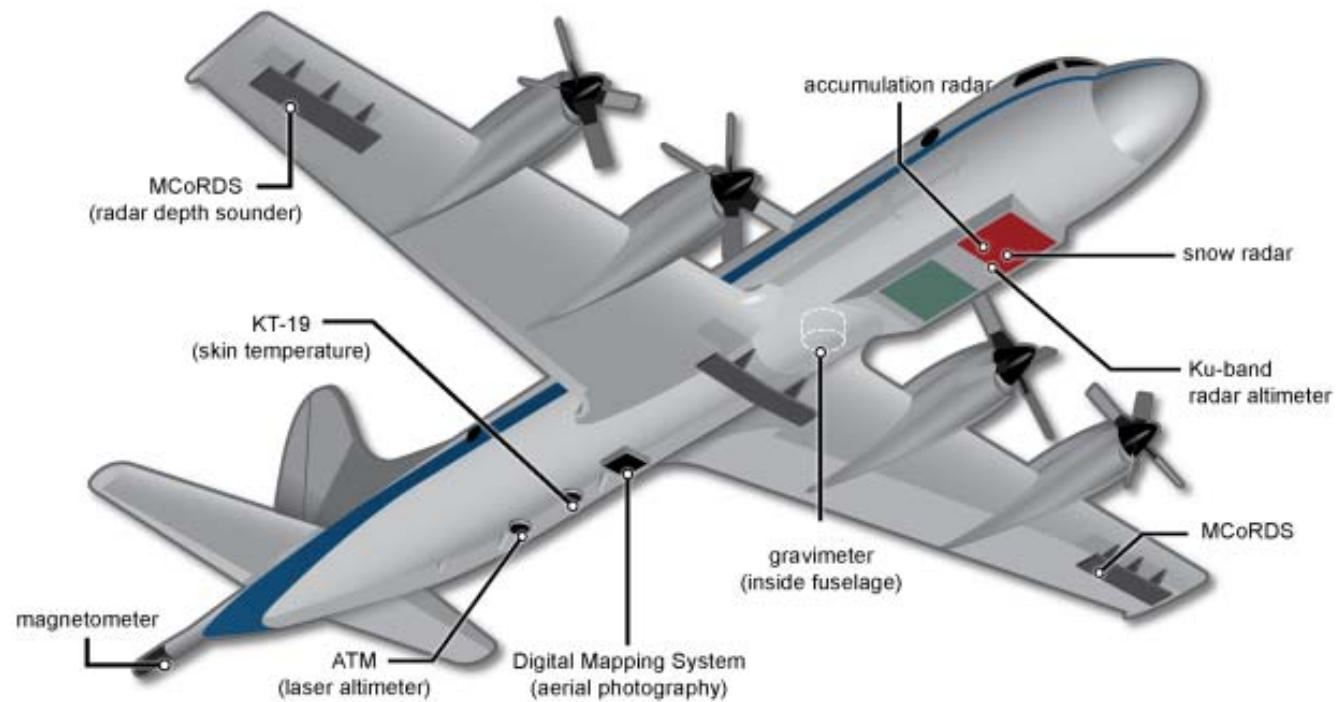 accumulation radar
MCoRDS
(radar depth sounder)
snow radar
KT-19
(skin temperature)
Ku-band
radar altimeter
MCoRDS
gravimeter
(inside fuselage)
magnetometer
ATM
(laser altimeter)
Digital Mapping System
(aerial photography)